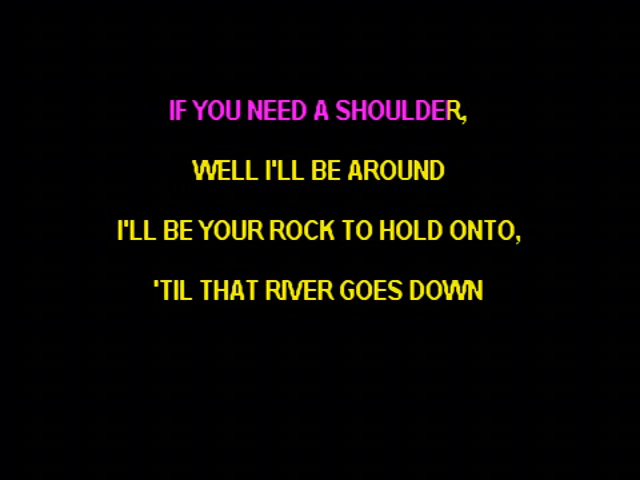 IF YOU NEED A SHOULDER,
WELL I'LL BE AROUND
I'LL BE YOUR ROCK TO HOLD ONTO,
'TIL THAT RIVER GOES DOWN